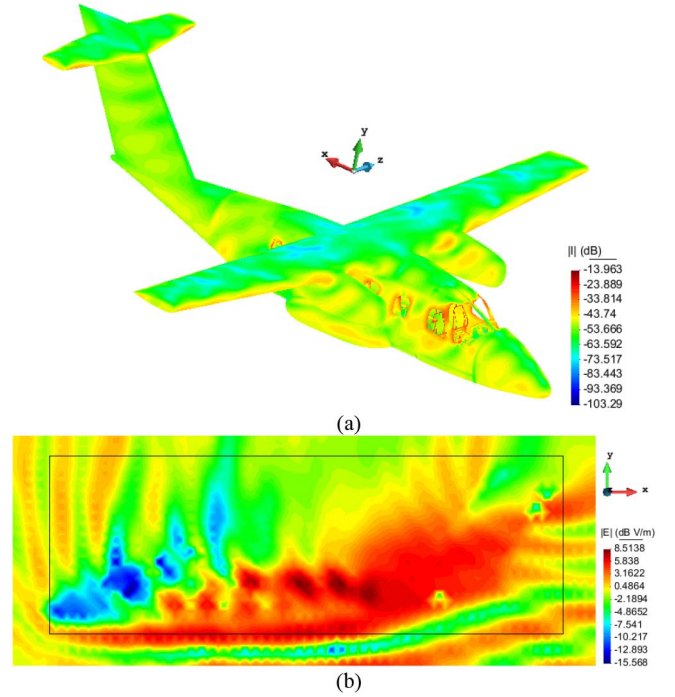 y
x
z
|I| (dB)
-13.963
-23.889
-33.814
-43.74
-53.666
-63.592
-73.517
-83.443
-93.369
-103.29
(a)
y
x
|E| (dB V/m)
8.5138
5.838
3.1622
0.4864
-2.1894
-4.8652
-7.541
-10.217
-12.893
-15.568
(b)